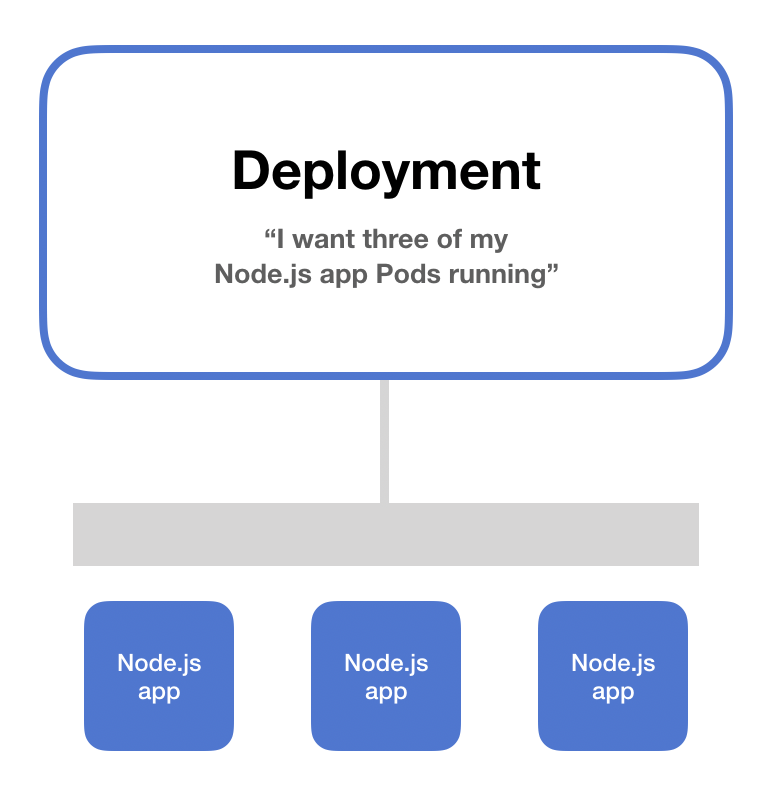 Deployment
“I want three of my
Node.js app Pods running”
Node.js
app
Node.js
app
Node.js
app